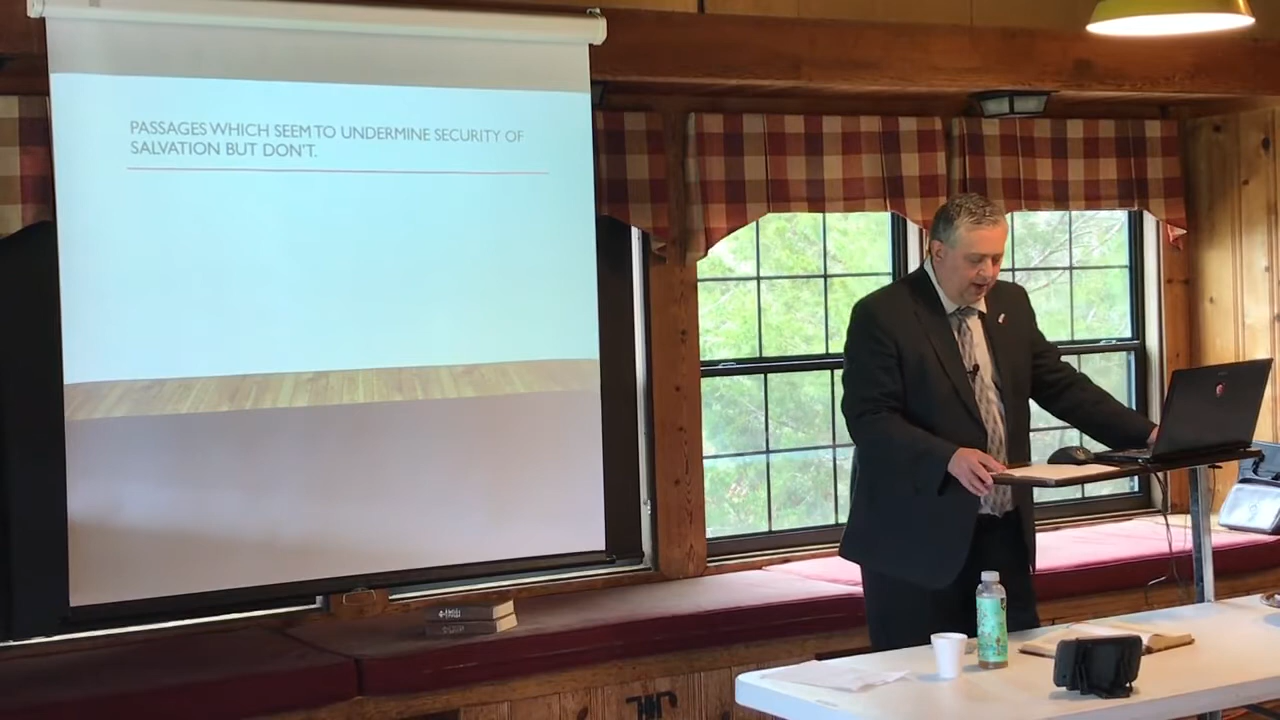 PASSAGES WHICH SEEM TO UNDERMINE SECURITY OF
SALVATION BUT DON'T.